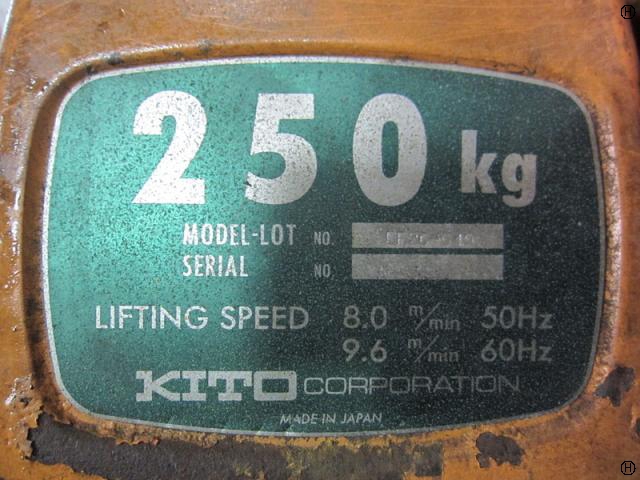 250 kg
MODEL-LOT NO.
SERIAL NO
LIFTING SPEED 8.0 m/min 50Hz
9.6 m/min 60Hz
KITO CORPORATION
MADE IN JAPAN